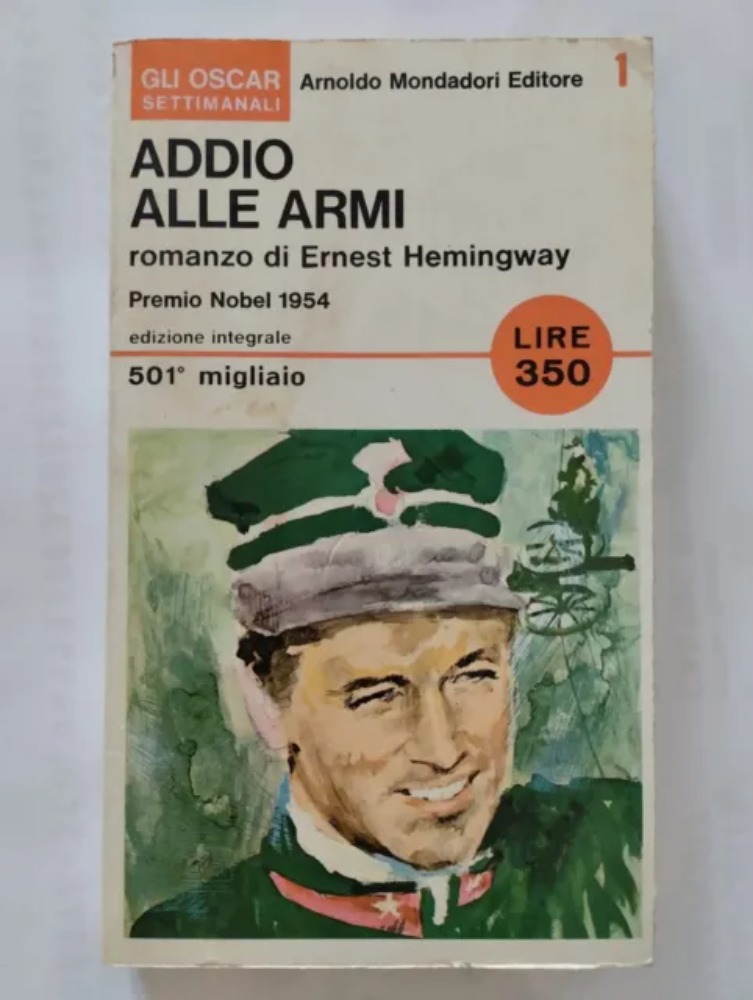 GLI OSCAR
SETTIMANALI
Arnoldo Mondadori Editore
1
ADDIO
ALLE ARMI
romanzo di Ernest Hemingway
Premio Nobel 1954
edizione integrale
LIRE
350
501° migliaio